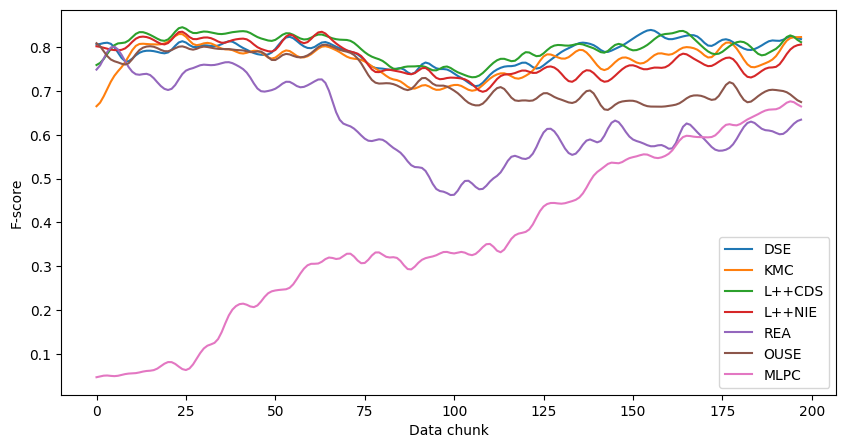 F-score
0.8
0.7
0.6
0.5
0.4
0.3
0.2
0.1
0
25
50
75
100
125
150
175
200
Data chunk
DSE
KMC
L++CDS
L++NIE
REA
OUSE
MLPC